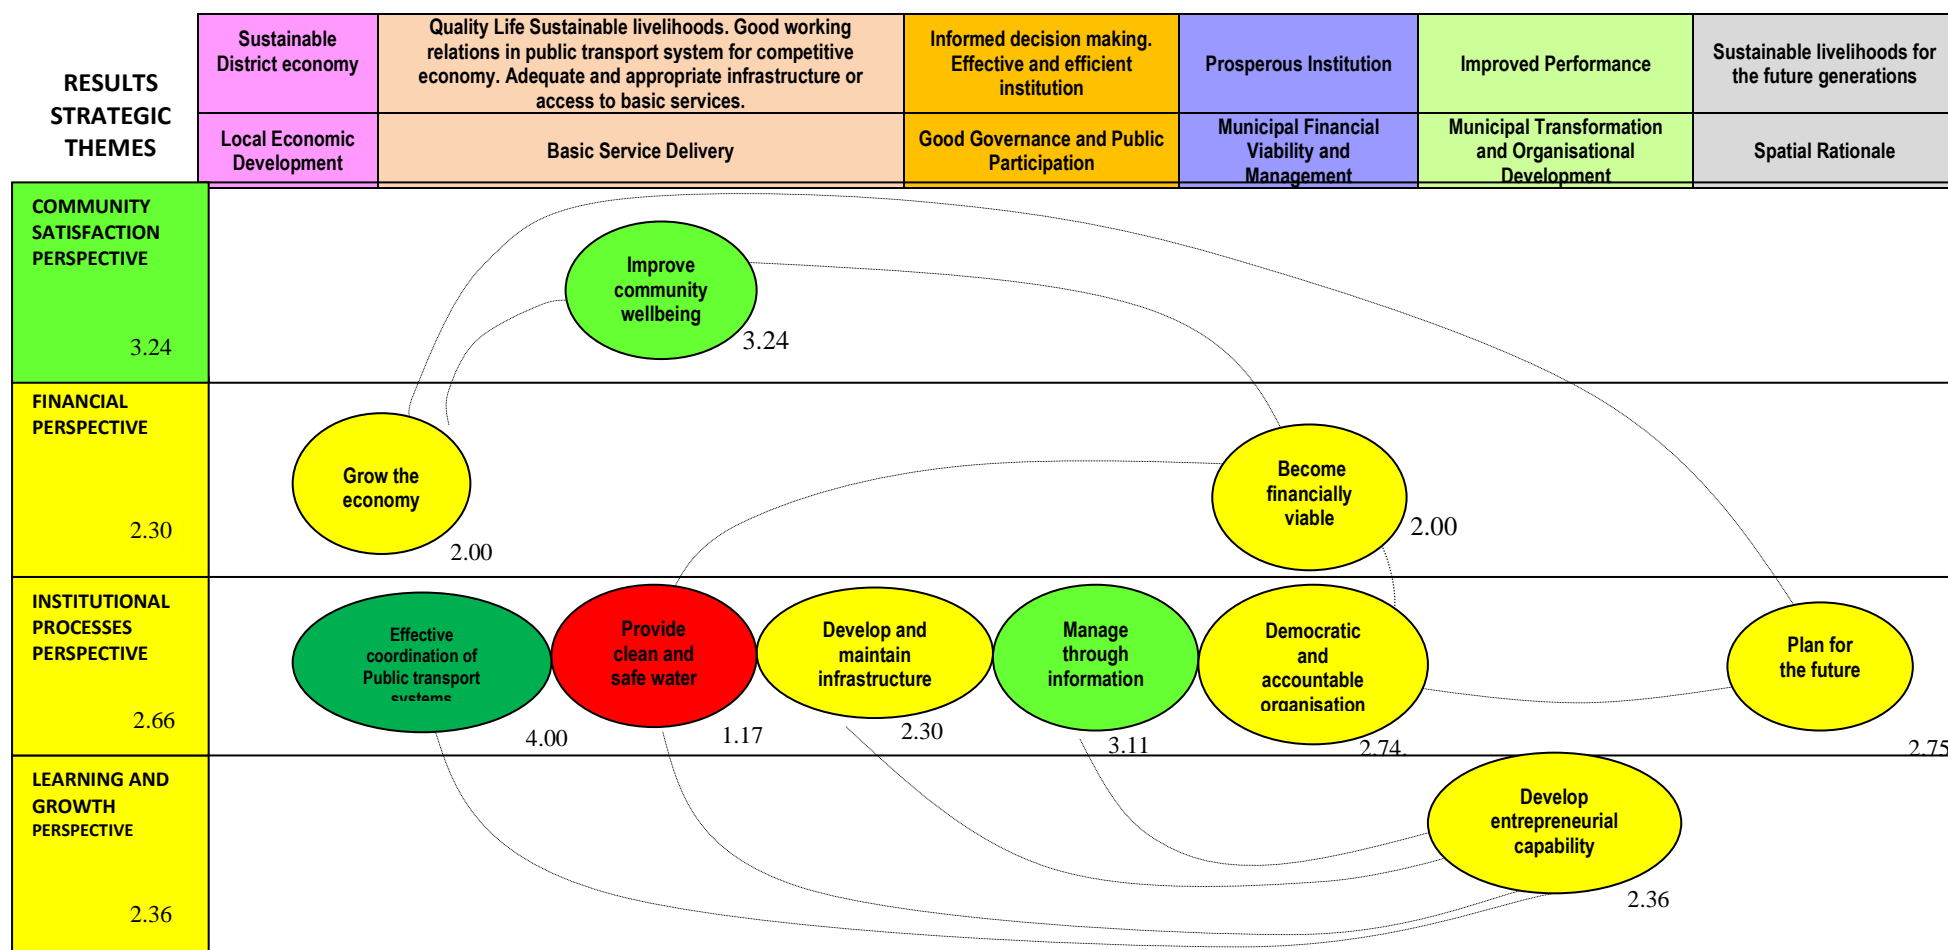 RESULTS
STRATEGIC
THEMES
Sustainable
District economy
Quality Life Sustainable livelihoods. Good working
relations in public transport system for competitive
economy. Adequate and appropriate infrastructure or
access to basic services.
Informed decision making.
Effective and efficient
institution
Prosperous Institution
Improved Performance
Sustainable livelihoods for
the future generations
Local Economic
Development
Basic Service Delivery
Good Governance and Public
Participation
Municipal Financial
Viability and
Management
Municipal Transformation
and Organisational
Development
Spatial Rationale
COMMUNITY
SATISFACTION
PERSPECTIVE
3.24
Improve
community
wellbeing
3.24
FINANCIAL
PERSPECTIVE
2.30
Grow the
economy
2.00
Become
financially
viable
2.00
INSTITUTIONAL
PROCESSES
PERSPECTIVE
2.66
Effective
coordination of
Public transport
systems
4.00
Provide
clean and
safe water
1.17
Develop and
maintain
infrastructure
2.30
Manage
through
information
3.11
Democratic
and
accountable
organisation
2.74.
Plan for
the future
2.75
LEARNING AND
GROWTH
PERSPECTIVE
2.36
Develop
entrepreneurial
capability
2.36